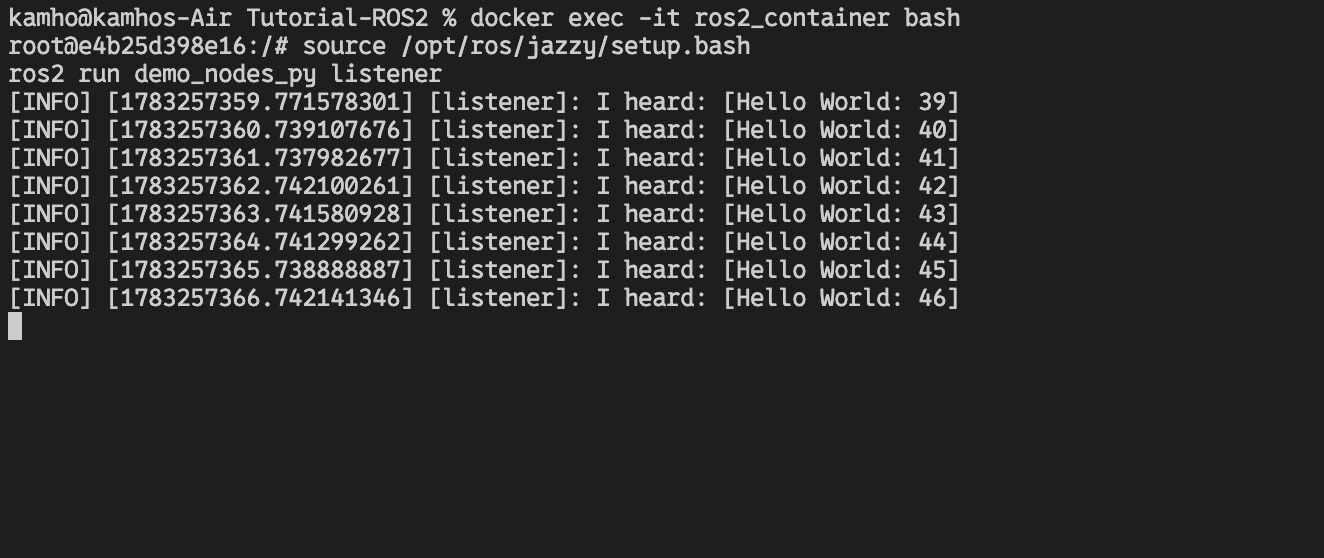 kamho@kamhos-Air Tutorial-ROS2 % docker exec -it ros2_container bash
root@e4b25d398e16:/# source /opt/ros/jazzy/setup.bash
ros2 run demo_nodes_py listener
[INFO] [1783257359.771578301] [listener]: I heard: [Hello World: 39]
[INFO] [1783257360.739107676] [listener]: I heard: [Hello World: 40]
[INFO] [1783257361.737982677] [listener]: I heard: [Hello World: 41]
[INFO] [1783257362.742100261] [listener]: I heard: [Hello World: 42]
[INFO] [1783257363.741580928] [listener]: I heard: [Hello World: 43]
[INFO] [1783257364.741299262] [listener]: I heard: [Hello World: 44]
[INFO] [1783257365.738888887] [listener]: I heard: [Hello World: 45]
[INFO] [1783257366.742141346] [listener]: I heard: [Hello World: 46]